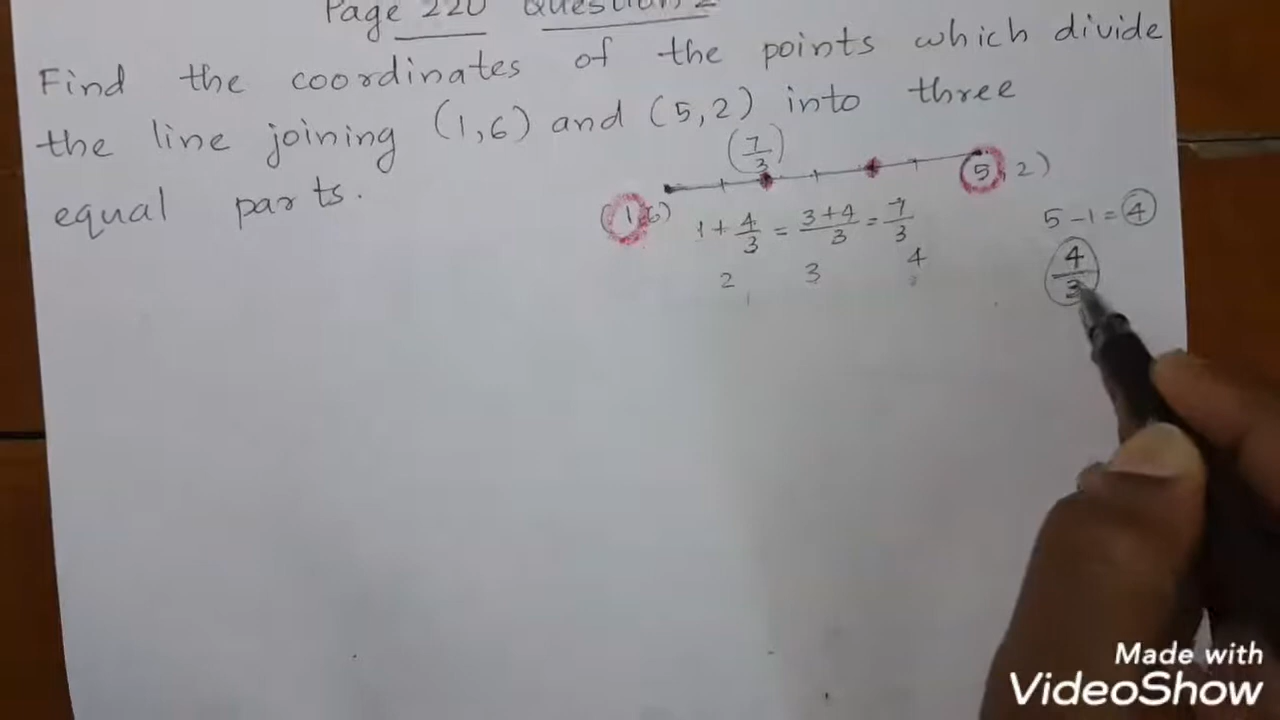 Page 220 Question 2
Find the coordinates of the points which divide
the line joining (1,6) and (5,2) into three
equal parts.
(7/3)
(1,6)
5, 2)
1 + 4/3 = 3+4/3 = 7/3
5 - 1 = 4
4/3
2 3 4
Made with
VideoShow